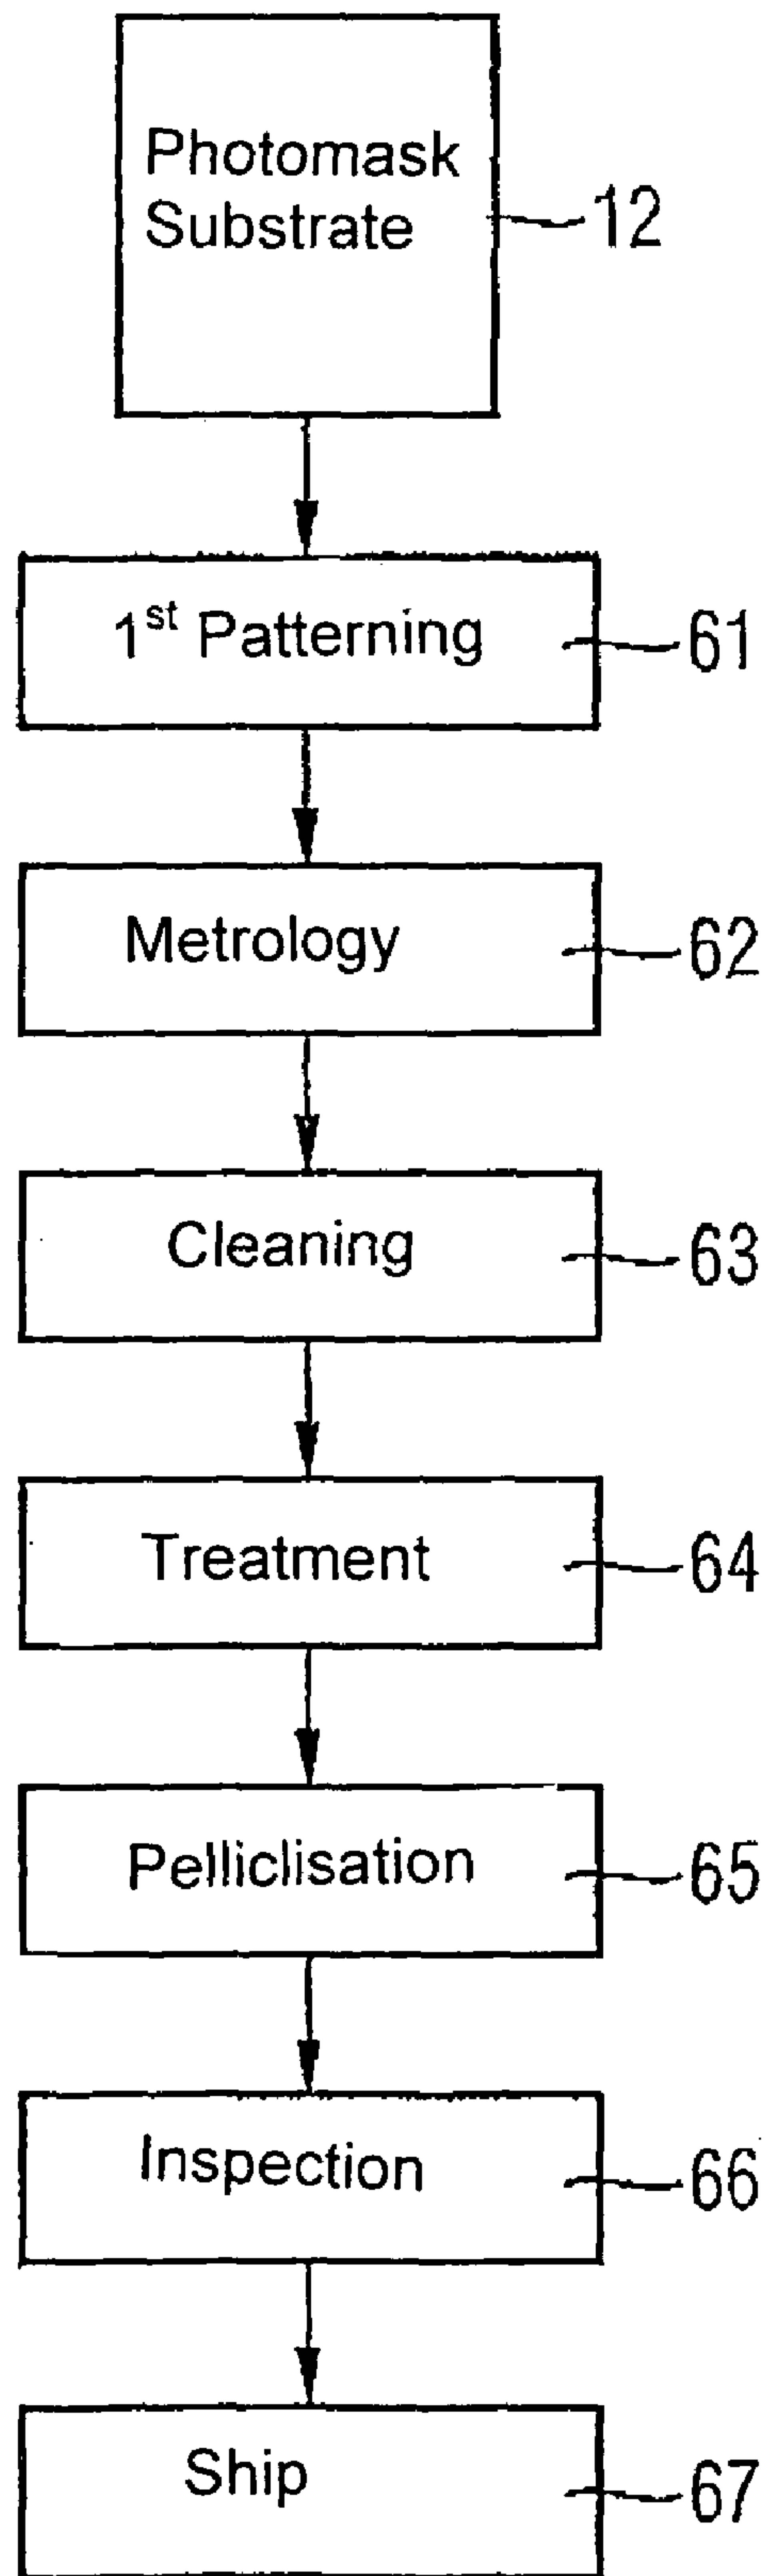 Photomask
Substrate
12
1st Patterning
61
Metrology
62
Cleaning
63
Treatment
64
Pelliclisation
65
Inspection
66
Ship
67